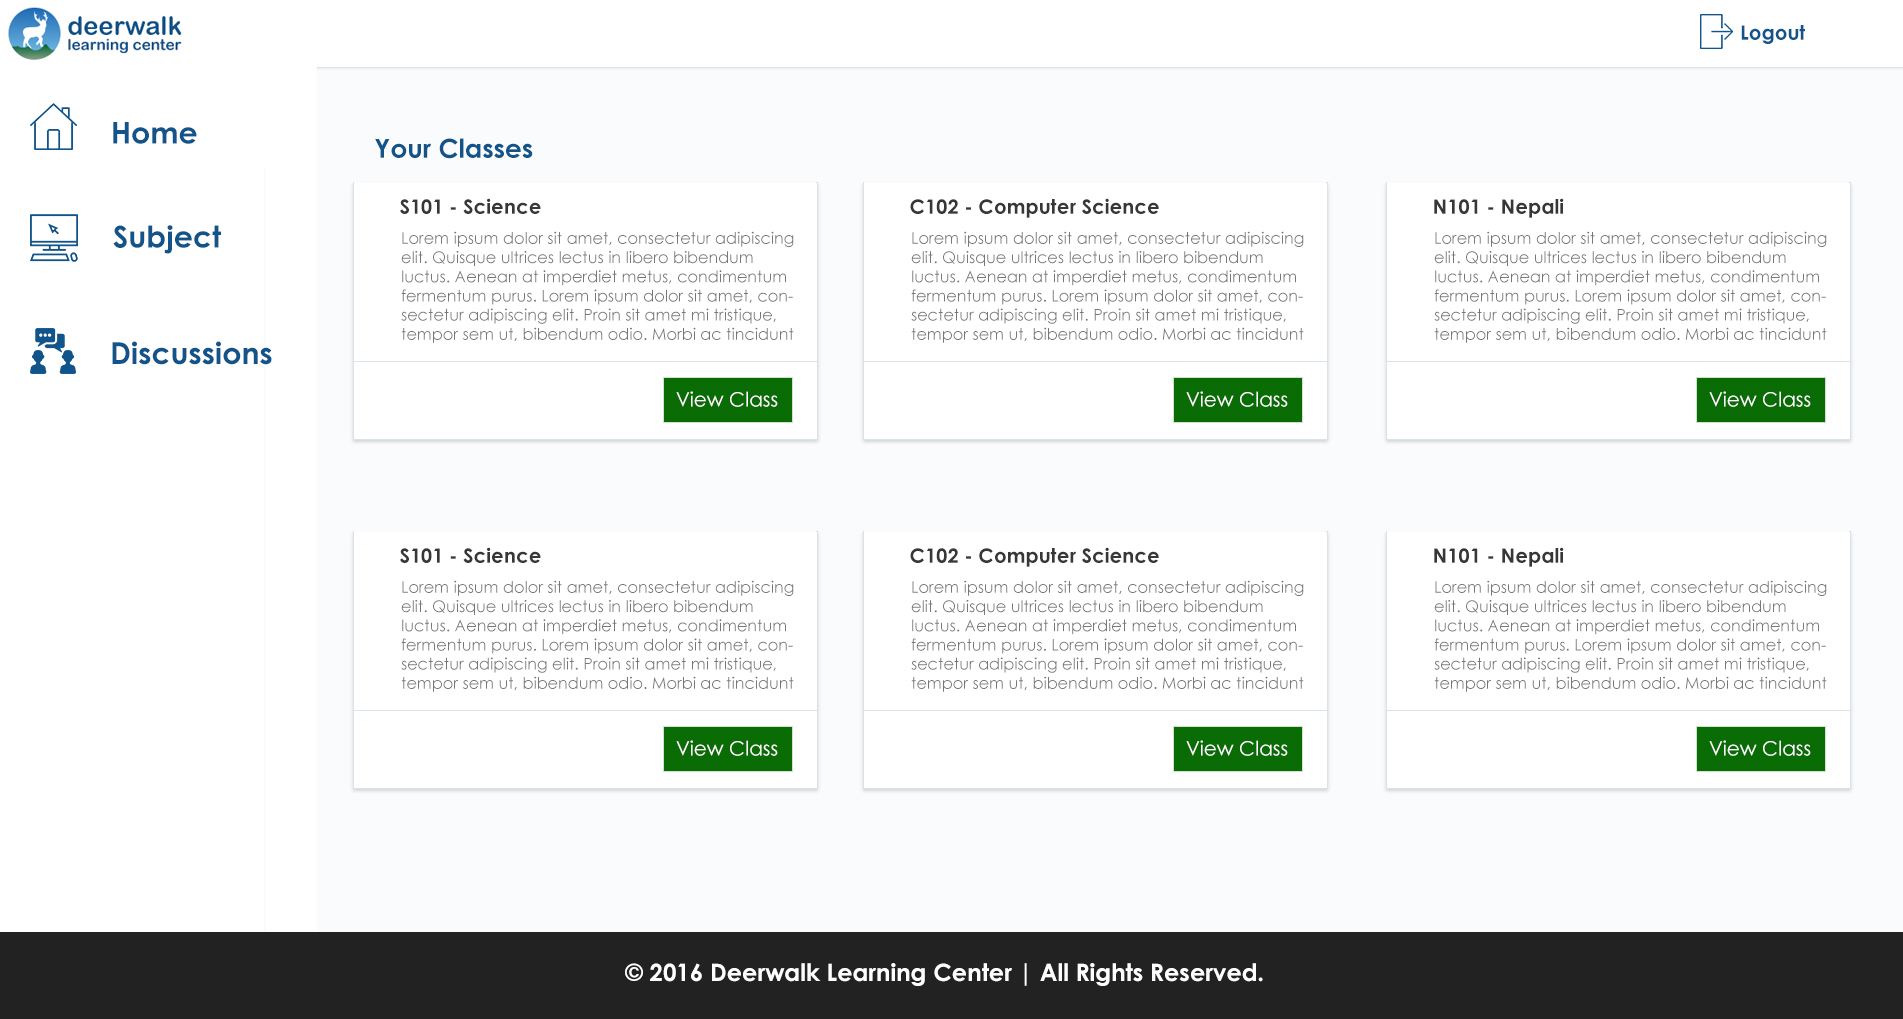 deerwalk
learning center
Logout
Home
Subject
Discussions
Your Classes
S101 - Science
Lorem ipsum dolor sit amet, consectetur adipiscing
elit. Quisque ultrices lectus in libero bibendum
luctus. Aenean at imperdiet metus, condimentum
fermentum purus. Lorem ipsum dolor sit amet, con-
sectetur adipiscing elit. Proin sit amet mi tristique,
tempor sem ut, bibendum odio. Morbi ac tincidunt
View Class
C102 - Computer Science
Lorem ipsum dolor sit amet, consectetur adipiscing
elit. Quisque ultrices lectus in libero bibendum
luctus. Aenean at imperdiet metus, condimentum
fermentum purus. Lorem ipsum dolor sit amet, con-
sectetur adipiscing elit. Proin sit amet mi tristique,
tempor sem ut, bibendum odio. Morbi ac tincidunt
View Class
N101 - Nepali
Lorem ipsum dolor sit amet, consectetur adipiscing
elit. Quisque ultrices lectus in libero bibendum
luctus. Aenean at imperdiet metus, condimentum
fermentum purus. Lorem ipsum dolor sit amet, con-
sectetur adipiscing elit. Proin sit amet mi tristique,
tempor sem ut, bibendum odio. Morbi ac tincidunt
View Class
S101 - Science
Lorem ipsum dolor sit amet, consectetur adipiscing
elit. Quisque ultrices lectus in libero bibendum
luctus. Aenean at imperdiet metus, condimentum
fermentum purus. Lorem ipsum dolor sit amet, con-
sectetur adipiscing elit. Proin sit amet mi tristique,
tempor sem ut, bibendum odio. Morbi ac tincidunt
View Class
C102 - Computer Science
Lorem ipsum dolor sit amet, consectetur adipiscing
elit. Quisque ultrices lectus in libero bibendum
luctus. Aenean at imperdiet metus, condimentum
fermentum purus. Lorem ipsum dolor sit amet, con-
sectetur adipiscing elit. Proin sit amet mi tristique,
tempor sem ut, bibendum odio. Morbi ac tincidunt
View Class
N101 - Nepali
Lorem ipsum dolor sit amet, consectetur adipiscing
elit. Quisque ultrices lectus in libero bibendum
luctus. Aenean at imperdiet metus, condimentum
fermentum purus. Lorem ipsum dolor sit amet, con-
sectetur adipiscing elit. Proin sit amet mi tristique,
tempor sem ut, bibendum odio. Morbi ac tincidunt
View Class
© 2016 Deerwalk Learning Center | All Rights Reserved.